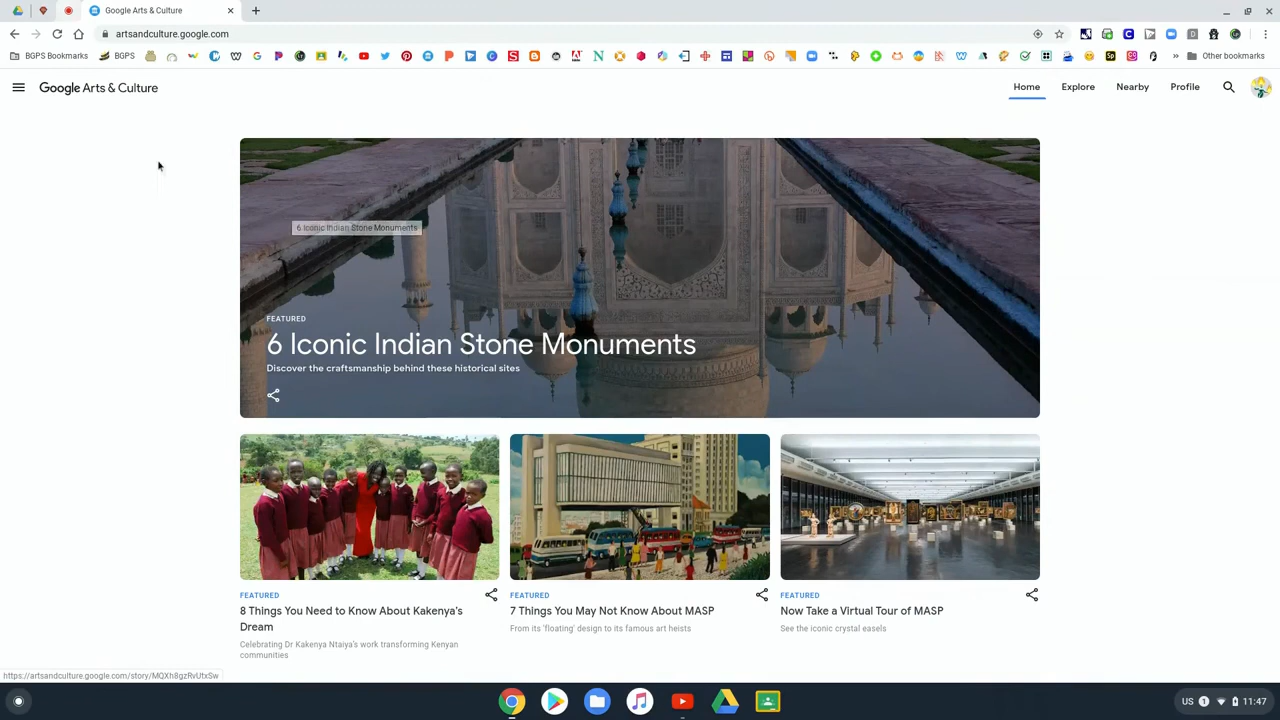 Google Arts & Culture
artsandculture.google.com
BGPS Bookmarks
BGPS
Other bookmarks
Google Arts & Culture
Home
Explore
Nearby
Profile
6 Iconic Indian Stone Monuments
FEATURED
6 Iconic Indian Stone Monuments
Discover the craftsmanship behind these historical sites
FEATURED
8 Things You Need to Know About Kakenya's
Dream
Celebrating Dr Kakenya Ntaiya's work transforming Kenyan
communities
FEATURED
7 Things You May Not Know About MASP
From its 'floating' design to its famous art heists
FEATURED
Now Take a Virtual Tour of MASP
See the iconic crystal easels
https://artsandculture.google.com/story/MQXh8gzRvUtxSw
US
1
11:47